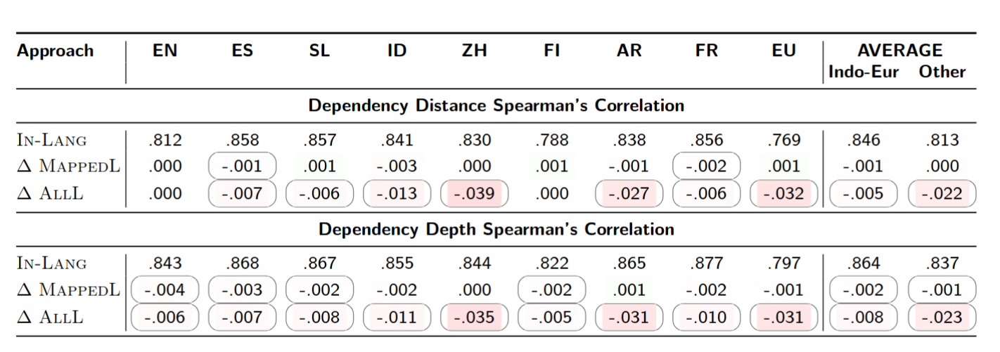 Approach EN ES SL ID ZH FI AR FR EU AVERAGE
Indo-Eur Other
Dependency Distance Spearman's Correlation
IN-LANG .812 .858 .857 .841 .830 .788 .838 .856 .769 .846 .813
Δ MAPPEDL .000 -.001 .001 -.003 .000 .001 -.001 -.002 .001 -.001 .000
Δ ALLL .000 -.007 -.006 -.013 -.039 .000 -.027 -.006 -.032 -.005 -.022
Dependency Depth Spearman's Correlation
IN-LANG .843 .868 .867 .855 .844 .822 .865 .877 .797 .864 .837
Δ MAPPEDL -.004 -.003 -.002 -.002 .000 -.002 .001 -.002 -.001 -.002 -.001
Δ ALLL -.006 -.007 -.008 -.011 -.035 -.005 -.031 -.010 -.031 -.008 -.023